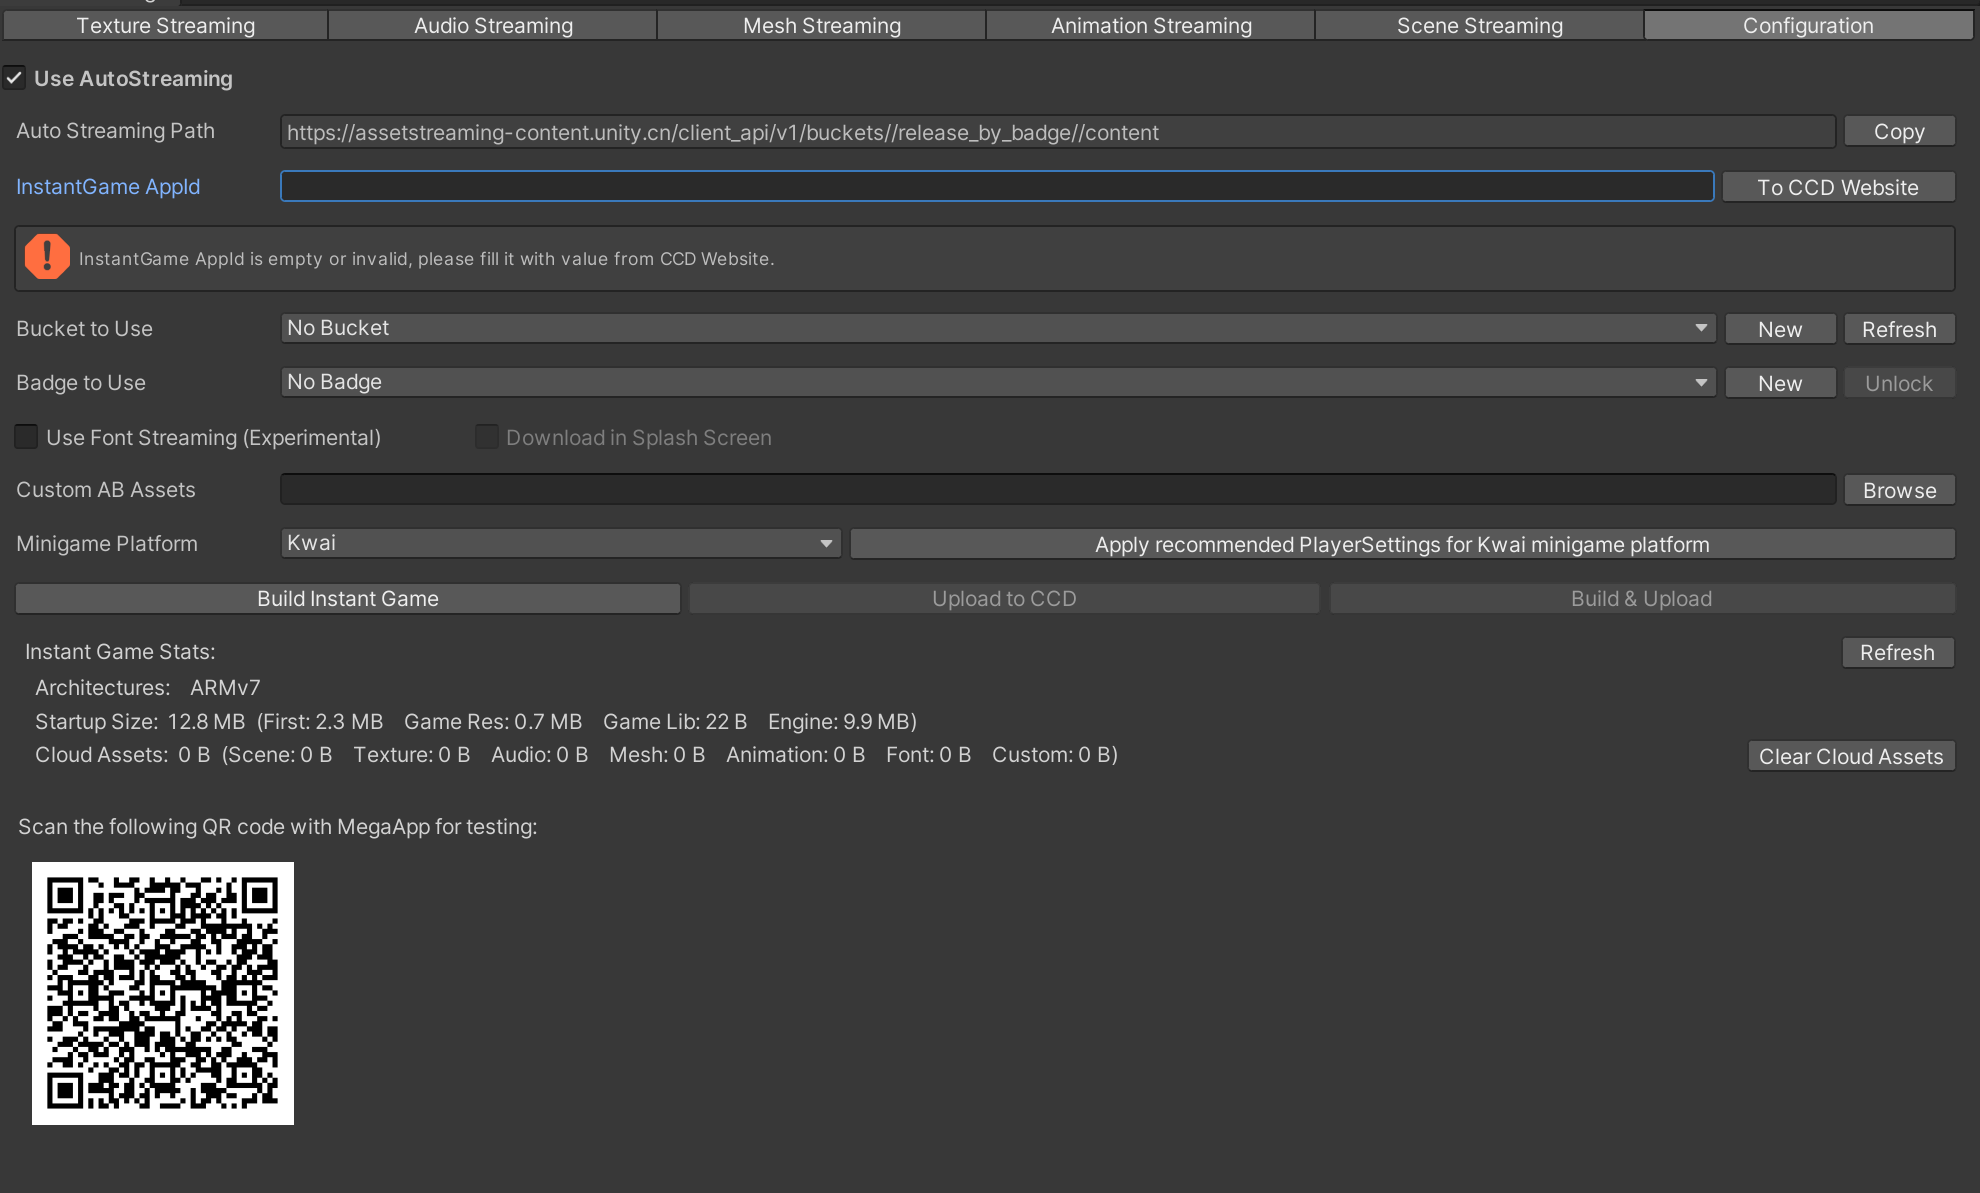 Texture Streaming Audio Streaming Mesh Streaming Animation Streaming Scene Streaming Configuration
Use AutoStreaming
Auto Streaming Path https://assetstreaming-content.unity.cn/client_api/v1/buckets//release_by_badge//content Copy
InstantGame AppId To CCD Website
InstantGame AppId is empty or invalid, please fill it with value from CCD Website.
Bucket to Use No Bucket New Refresh
Badge to Use No Badge New Unlock
Use Font Streaming (Experimental) Download in Splash Screen
Custom AB Assets Browse
Minigame Platform Kwai Apply recommended PlayerSettings for Kwai minigame platform
Build Instant Game Upload to CCD Build & Upload
Instant Game Stats: Refresh
Architectures: ARMv7
Startup Size: 12.8 MB (First: 2.3 MB Game Res: 0.7 MB Game Lib: 22 B Engine: 9.9 MB)
Cloud Assets: 0 B (Scene: 0 B Texture: 0 B Audio: 0 B Mesh: 0 B Animation: 0 B Font: 0 B Custom: 0 B) Clear Cloud Assets
Scan the following QR code with MegaApp for testing: